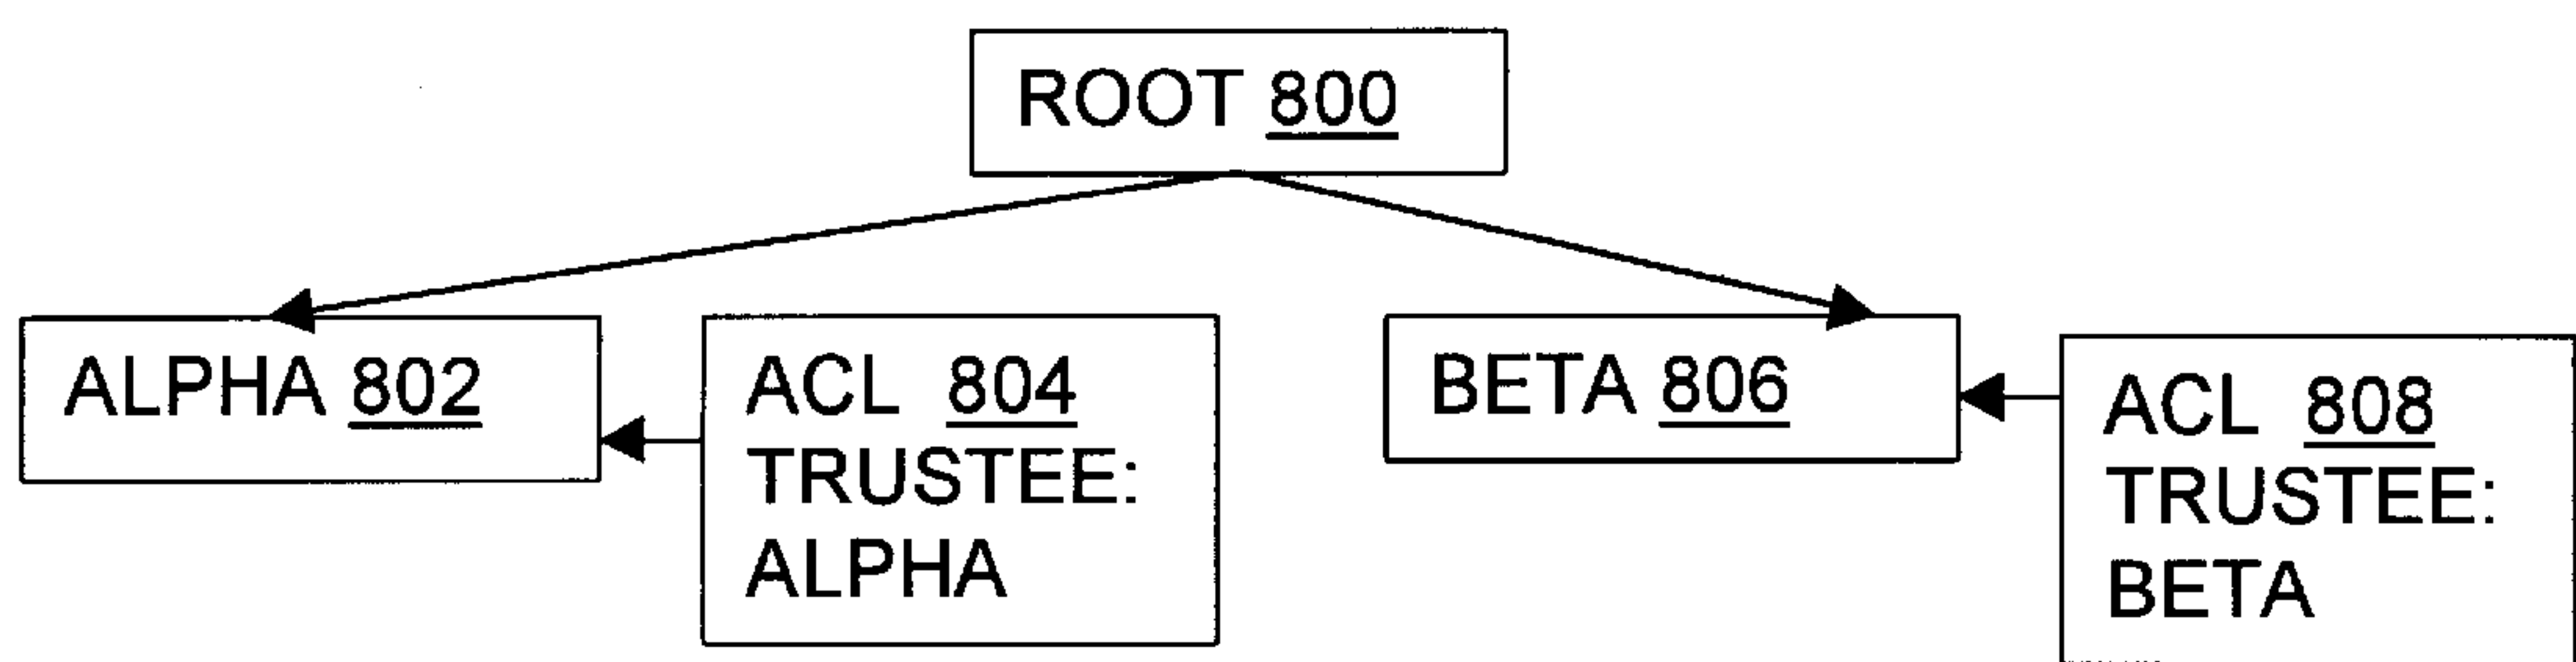 ROOT 800
ALPHA 802
ACL 804
TRUSTEE:
ALPHA
BETA 806
ACL 808
TRUSTEE:
BETA